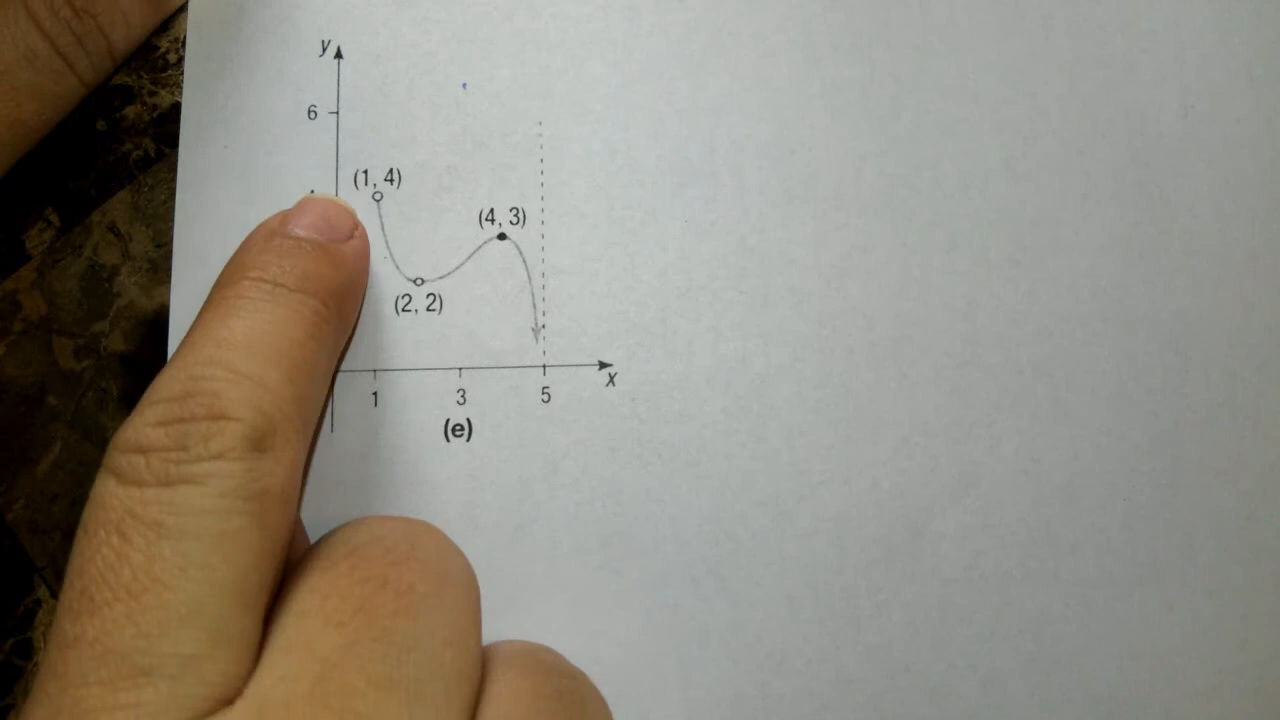 y
6
(1, 4)
(4, 3)
(2, 2)
x
1 3 5
(e)